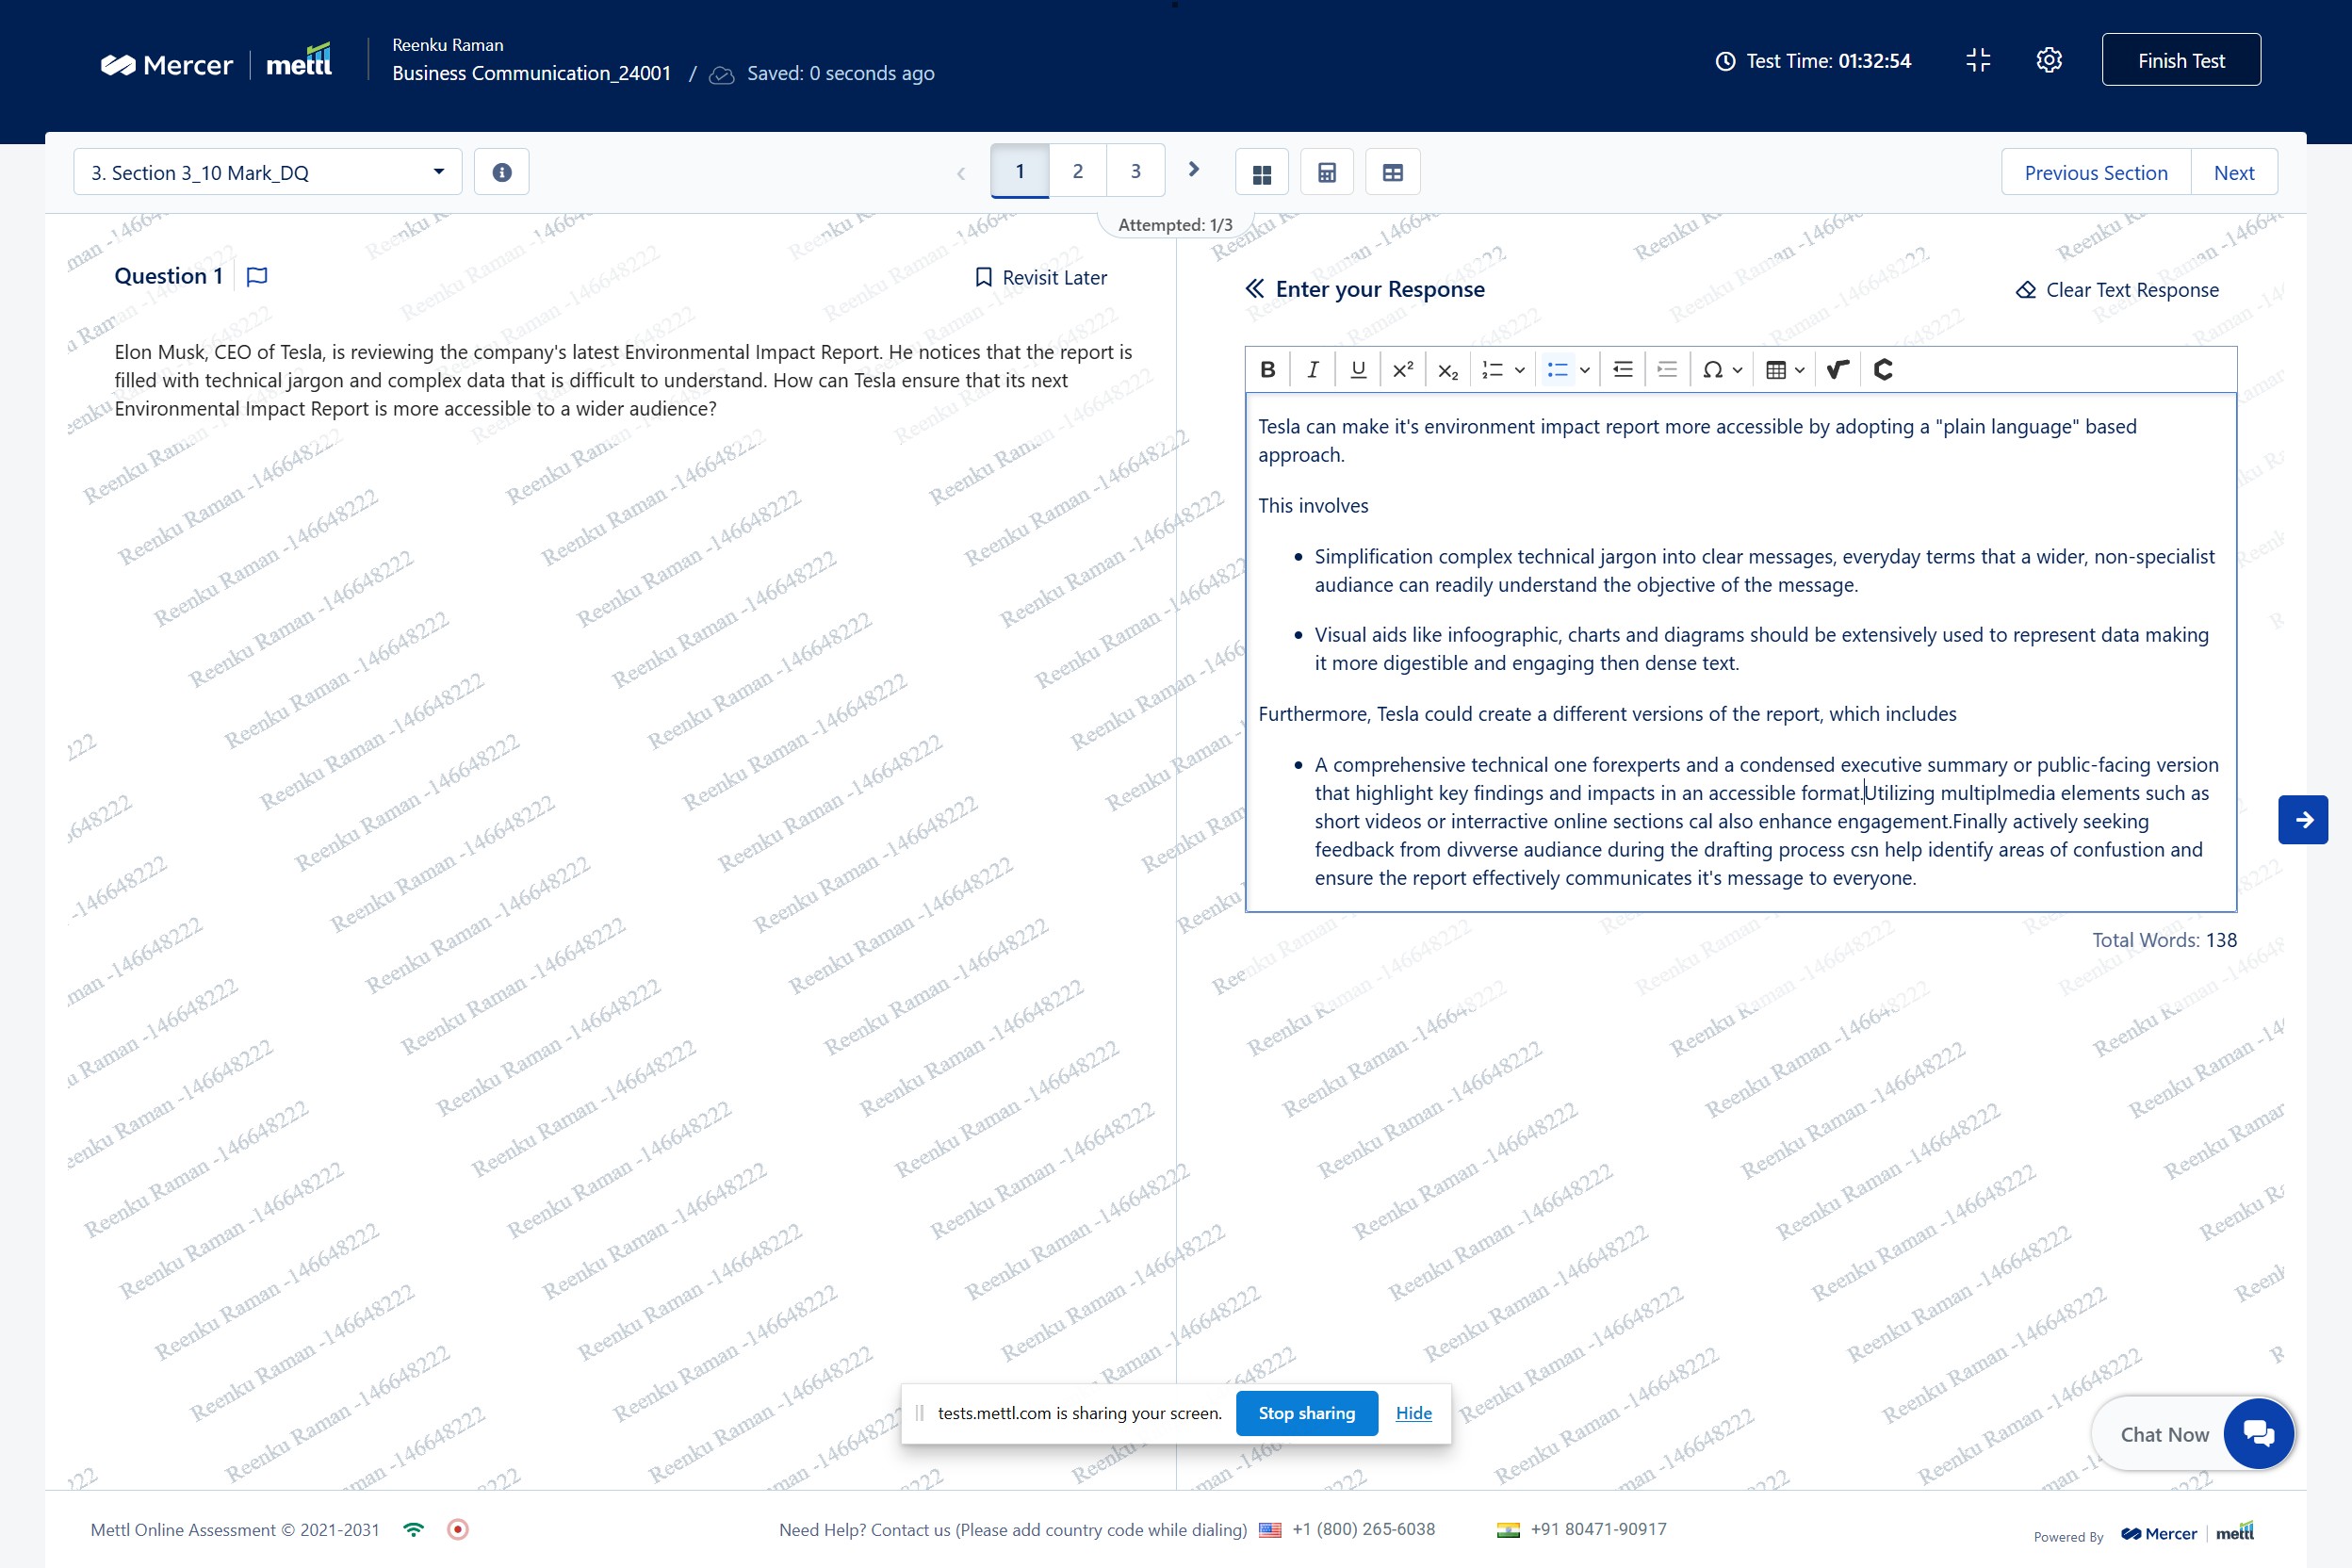 Mercer | mettl
Reenku Raman
Business Communication_24001 / Saved: 0 seconds ago
Test Time: 01:32:54
Finish Test
3. Section 3_10 Mark_DQ
1 2 3
Previous Section
Next
Attempted: 1/3
Question 1
Revisit Later
Elon Musk, CEO of Tesla, is reviewing the company's latest Environmental Impact Report. He notices that the report is
filled with technical jargon and complex data that is difficult to understand. How can Tesla ensure that its next
Environmental Impact Report is more accessible to a wider audience?
Enter your Response
Clear Text Response
B I U x² x₂ Ω
Tesla can make it's environment impact report more accessible by adopting a "plain language" based
approach.
This involves
• Simplification complex technical jargon into clear messages, everyday terms that a wider, non-specialist
audiance can readily understand the objective of the message.
• Visual aids like infoographic, charts and diagrams should be extensively used to represent data making
it more digestible and engaging then dense text.
Furthermore, Tesla could create a different versions of the report, which includes
• A comprehensive technical one forexperts and a condensed executive summary or public-facing version
that highlight key findings and impacts in an accessible format.Utilizing multiplmedia elements such as
short videos or interractive online sections cal also enhance engagement.Finally actively seeking
feedback from divverse audiance during the drafting process csn help identify areas of confustion and
ensure the report effectively communicates it's message to everyone.
Total Words: 138
Reenku Raman -146648222
tests.mettl.com is sharing your screen.
Stop sharing
Hide
Chat Now
Mettl Online Assessment © 2021-2031
Need Help? Contact us (Please add country code while dialing) +1 (800) 265-6038 +91 80471-90917
Powered By Mercer | mettl